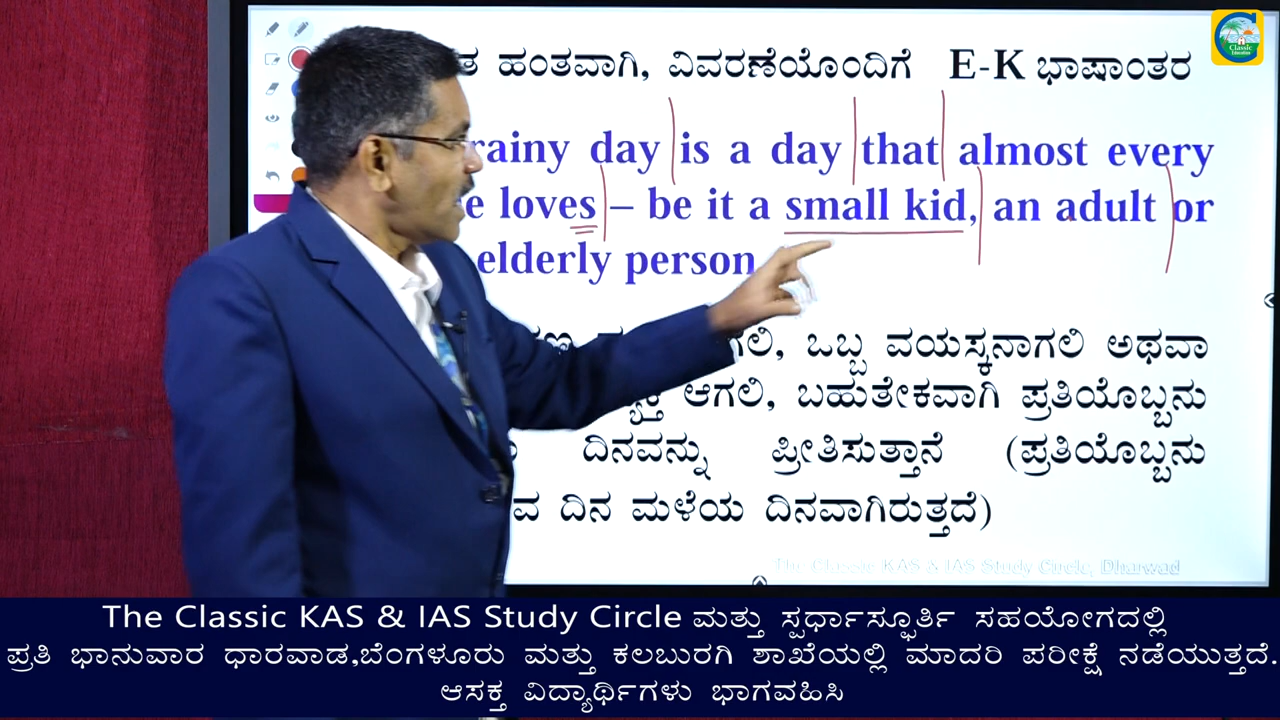 Classic
Education
ಹಂತವಾಗಿ, ವಿವರಣೆಯೊಂದಿಗೆ E-K ಭಾಷಾಂತರ
rainy day is a day that almost every
loves – be it a small kid, an adult or
elderly person
ಒಬ್ಬ ವಯಸ್ಕನಾಗಲಿ ಅಥವಾ
ಆಗಲಿ, ಬಹುತೇಕವಾಗಿ ಪ್ರತಿಯೊಬ್ಬನು
ದಿನವನ್ನು ಪ್ರೀತಿಸುತ್ತಾನೆ (ಪ್ರತಿಯೊಬ್ಬನು
ದಿನ ಮಳೆಯ ದಿನವಾಗಿರುತ್ತದೆ)
The Classic KAS & IAS Study Circle, Dharwad
The Classic KAS & IAS Study Circle ಮತ್ತು ಸ್ಪರ್ಧಾಸ್ಫೂರ್ತಿ ಸಹಯೋಗದಲ್ಲಿ
ಪ್ರತಿ ಭಾನುವಾರ ಧಾರವಾಡ,ಬೆಂಗಳೂರು ಮತ್ತು ಕಲಬುರಗಿ ಶಾಖೆಯಲ್ಲಿ ಮಾದರಿ ಪರೀಕ್ಷೆ ನಡೆಯುತ್ತದೆ.
ಆಸಕ್ತ ವಿದ್ಯಾರ್ಥಿಗಳು ಭಾಗವಹಿಸಿ